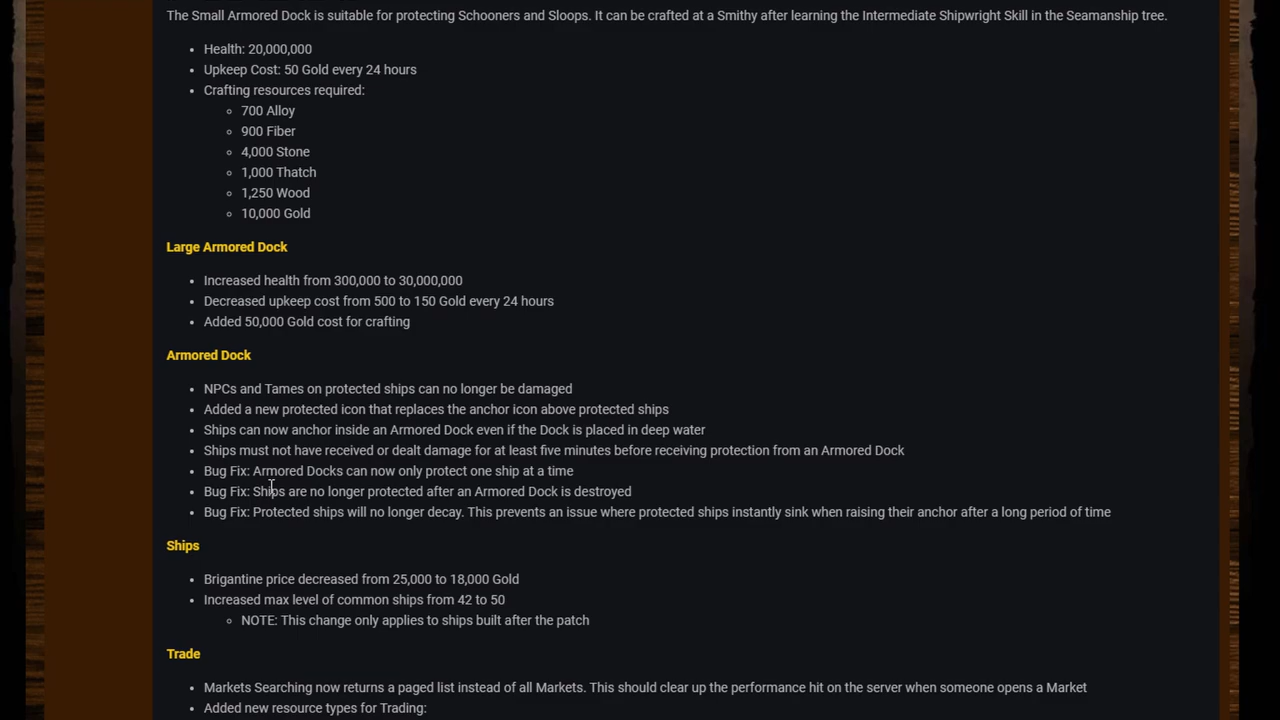 The Small Armored Dock is suitable for protecting Schooners and Sloops. It can be crafted at a Smithy after learning the Intermediate Shipwright Skill in the Seamanship tree.
• Health: 20,000,000
• Upkeep Cost: 50 Gold every 24 hours
• Crafting resources required:
◦ 700 Alloy
◦ 900 Fiber
◦ 4,000 Stone
◦ 1,000 Thatch
◦ 1,250 Wood
◦ 10,000 Gold
Large Armored Dock
• Increased health from 300,000 to 30,000,000
• Decreased upkeep cost from 500 to 150 Gold every 24 hours
• Added 50,000 Gold cost for crafting
Armored Dock
• NPCs and Tames on protected ships can no longer be damaged
• Added a new protected icon that replaces the anchor icon above protected ships
• Ships can now anchor inside an Armored Dock even if the Dock is placed in deep water
• Ships must not have received or dealt damage for at least five minutes before receiving protection from an Armored Dock
• Bug Fix: Armored Docks can now only protect one ship at a time
• Bug Fix: Ships are no longer protected after an Armored Dock is destroyed
• Bug Fix: Protected ships will no longer decay. This prevents an issue where protected ships instantly sink when raising their anchor after a long period of time
Ships
• Brigantine price decreased from 25,000 to 18,000 Gold
• Increased max level of common ships from 42 to 50
◦ NOTE: This change only applies to ships built after the patch
Trade
• Markets Searching now returns a paged list instead of all Markets. This should clear up the performance hit on the server when someone opens a Market
• Added new resource types for Trading: